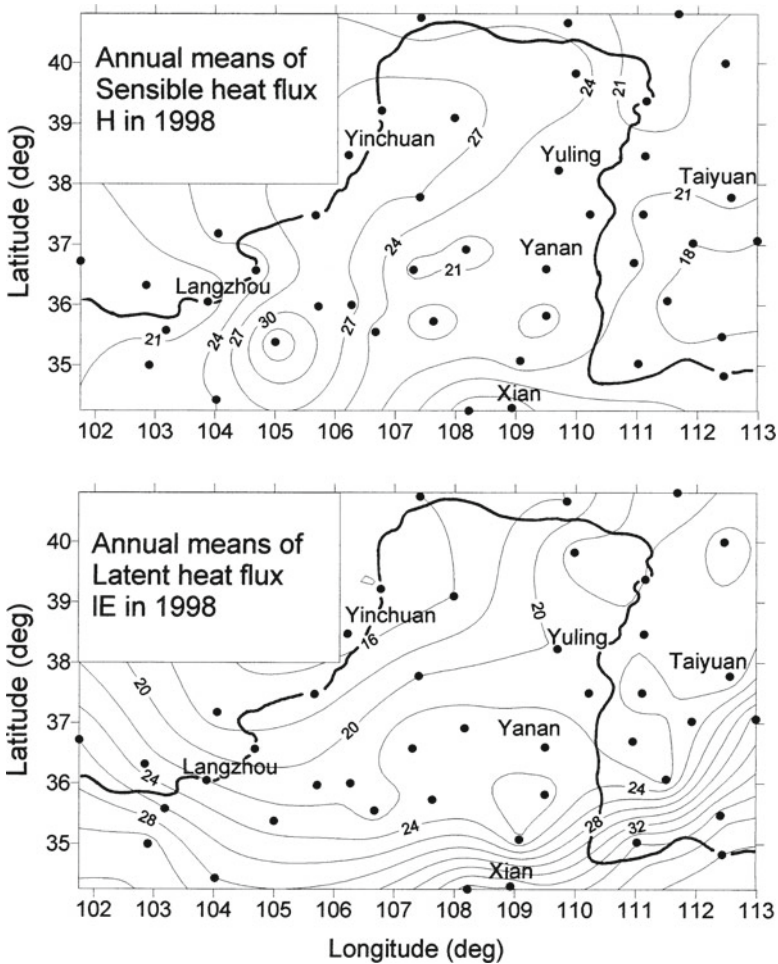 Annual means of
Sensible heat flux
H in 1998
Latitude (deg)
40
39
38
37
36
35
24
21
27
Yinchuan
Yuling
Taiyuan
21
24
18
Yanan
21
Langzhou
30
27
21
24
27
Xian
102 103 104 105 106 107 108 109 110 111 112 113
Annual means of
Latent heat flux
lE in 1998
Latitude (deg)
40
39
38
37
36
35
20
Yinchuan
16
Yuling
Taiyuan
20
20
Yanan
Langzhou
24
24
28
24
28
32
Xian
102 103 104 105 106 107 108 109 110 111 112 113
Longitude (deg)